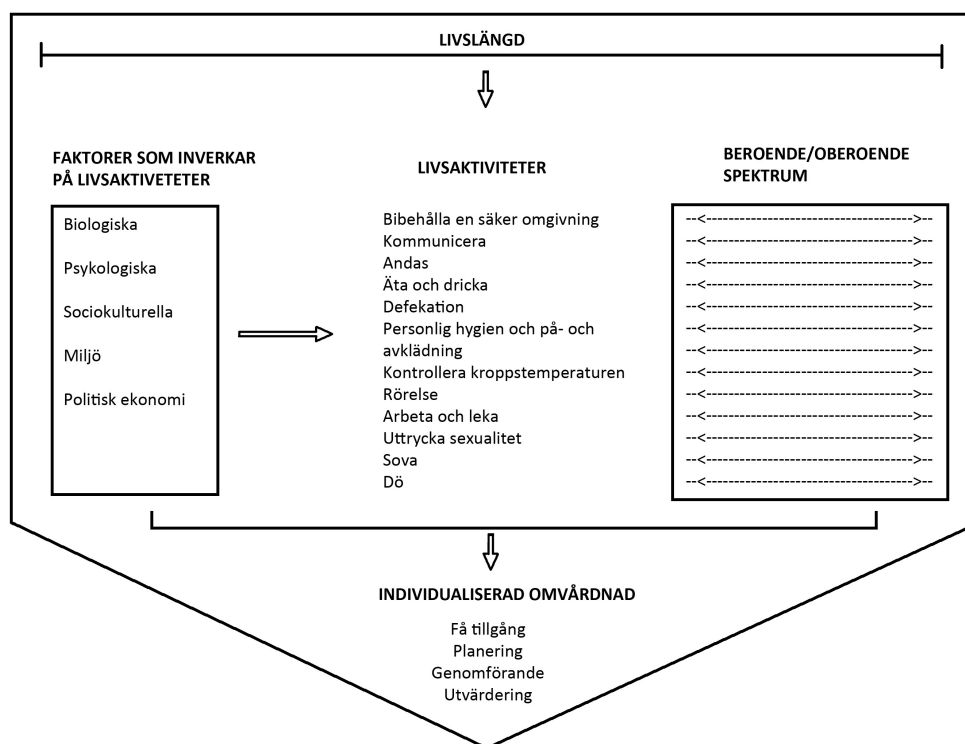 LIVSLÄNGD
FAKTORER SOM INVERKAR
PÅ LIVSAKTIVETETER
Biologiska
Psykologiska
Sociokulturella
Miljö
Politisk ekonomi
LIVSAKTIVITETER
Bibehålla en säker omgivning
Kommunicera
Andas
Äta och dricka
Defekation
Personlig hygien och på- och
avklädning
Kontrollera kroppstemperaturen
Rörelse
Arbeta och leka
Uttrycka sexualitet
Sova
Dö
BEROENDE/OBEROENDE
SPEKTRUM
INDIVIDUALISERAD OMVÅRDNAD
Få tillgång
Planering
Genomförande
Utvärdering